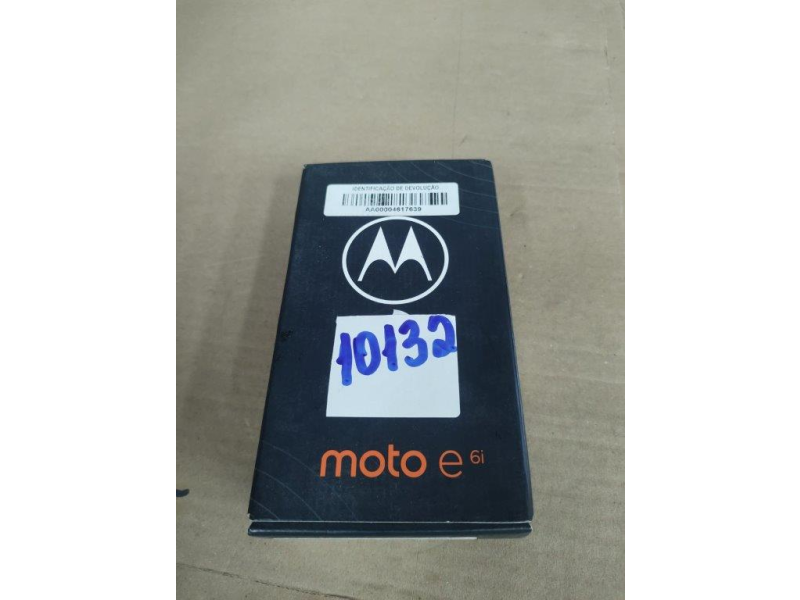 IDENTIFICAÇÃO DE DEVOLUÇÃO
AA00004617639
10132
moto e 6i